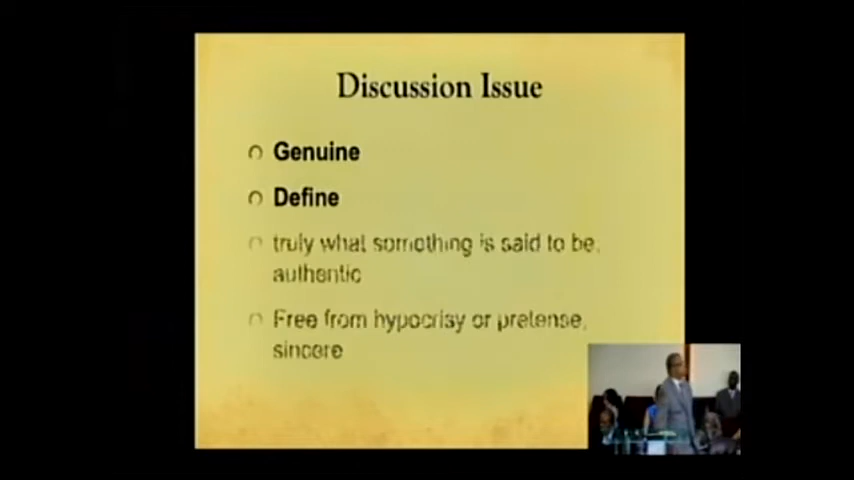 Discussion Issue
Genuine
Define
truly what something is said to be,
authentic
Free from hypocrisy or pretense,
sincere